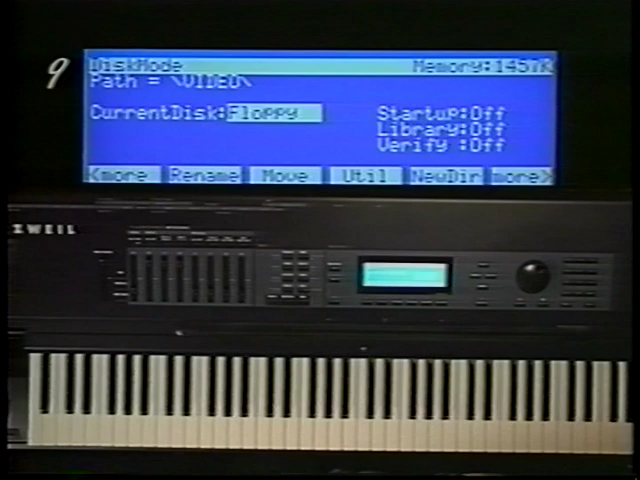 9
DiskMode Memory:1457K
Path = \VIDEO\
CurrentDisk:Floppy Startup:Off
Library:Off
Verify :Off
<more Rename Move Util NewDir more>
ZWEIL